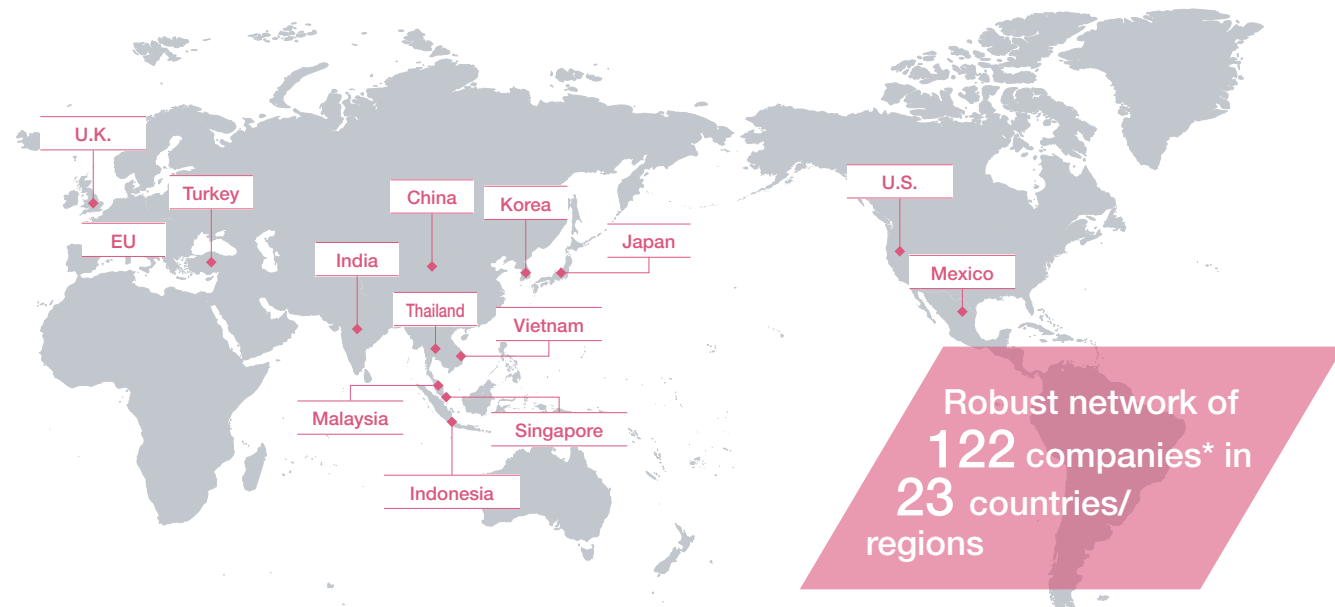 U.K.
Turkey
China
Korea
U.S.
EU
India
Japan
Mexico
Thailand
Vietnam
Malaysia
Singapore
Indonesia
Robust network of
122 companies* in
23 countries/
regions